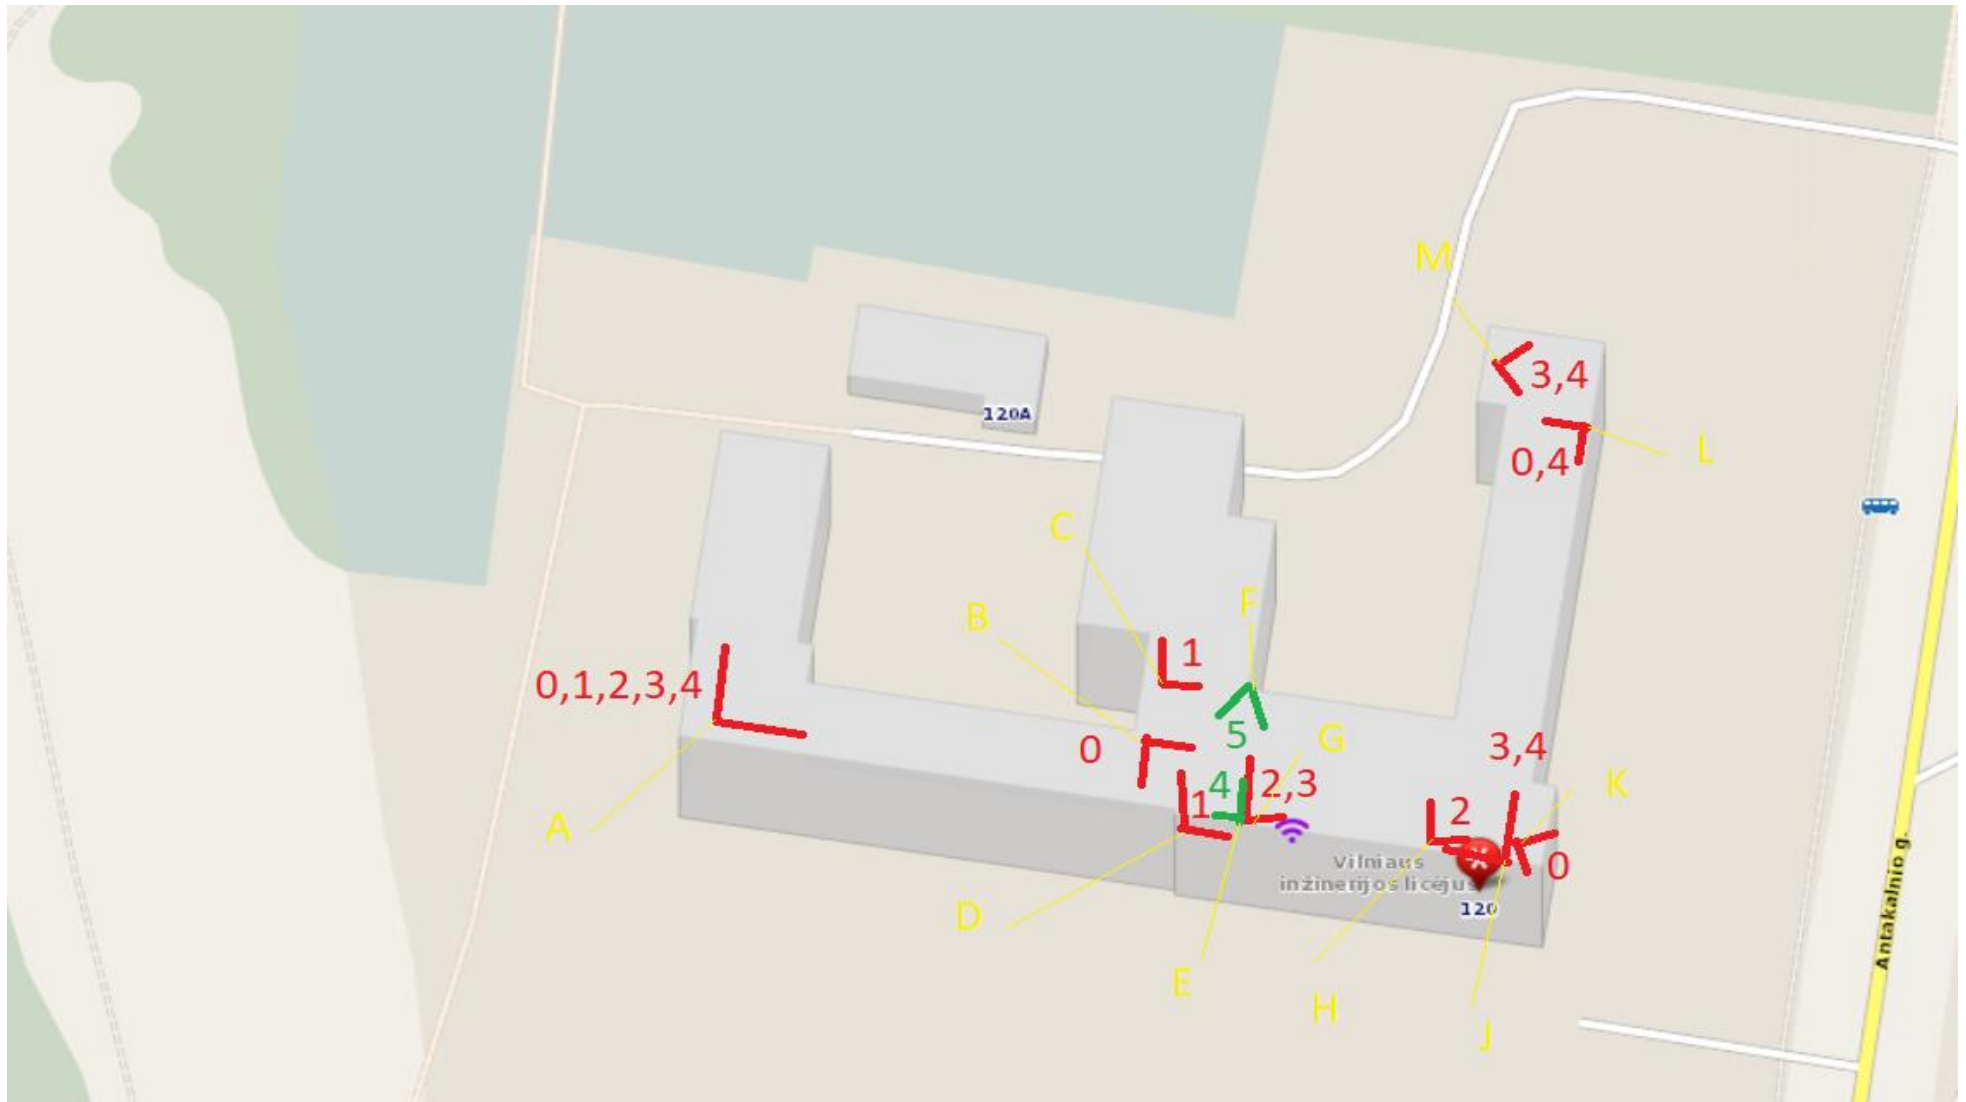 M
3,4
120A
L
0,4
C
F
B
1
0,1,2,3,4
5
G
0
3,4
2,3
4
K
1
2
A
Vilniaus
inžinerijos licėjus
0
120
D
E
H
J
Antakalnio g.